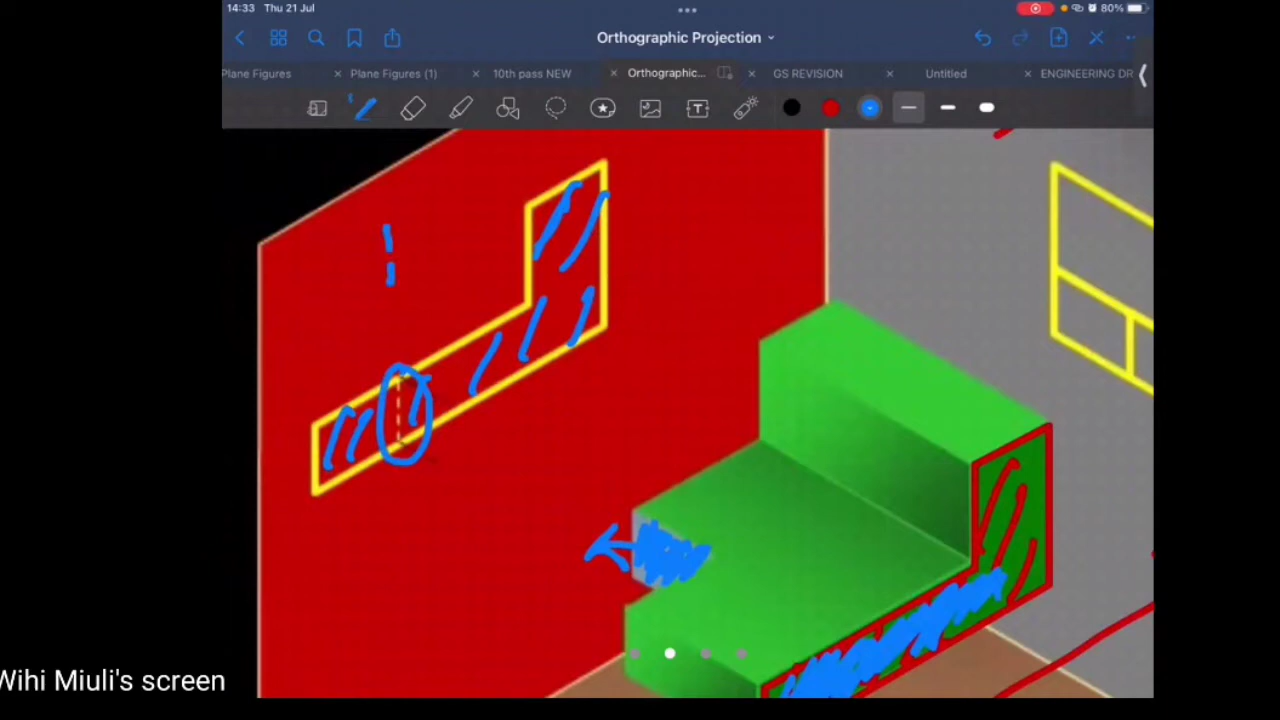 14:33 Thu 21 Jul
80%
Orthographic Projection
Plane Figures
Plane Figures (1)
10th pass NEW
Orthographic...
GS REVISION
Untitled
ENGINEERING DR
T
Wihi Miuli's screen